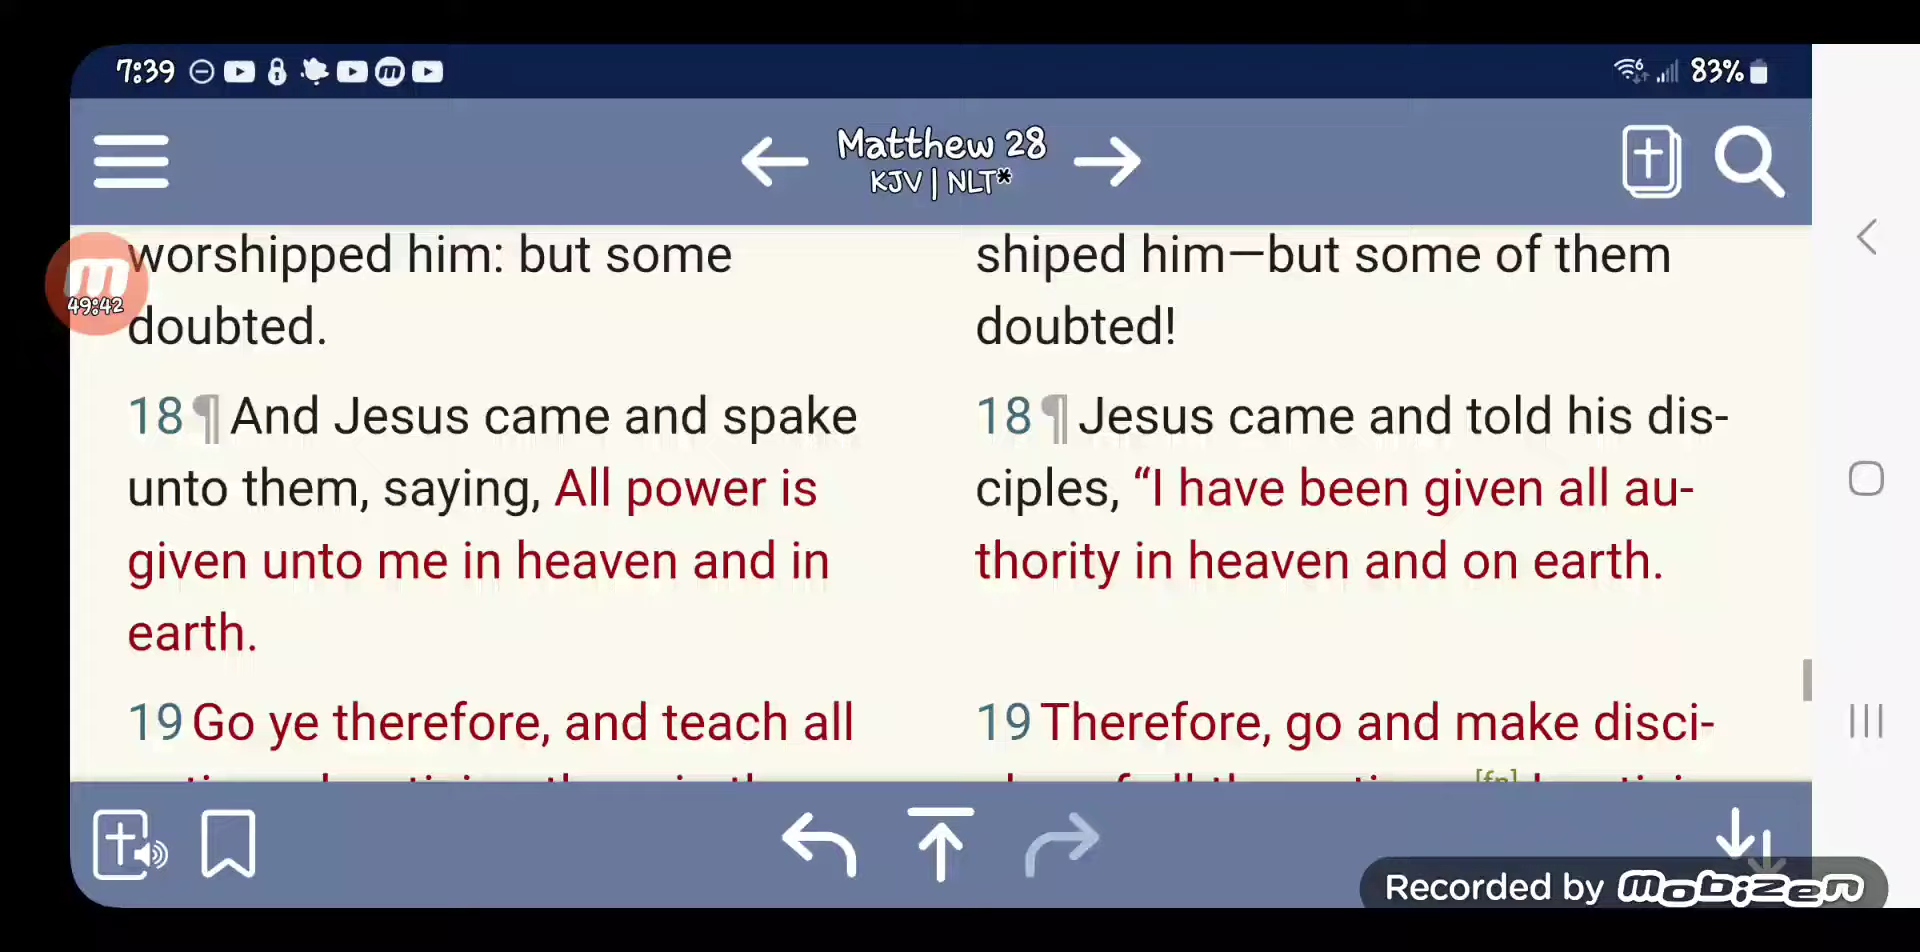 7:39
83%
Matthew 28
KJV | NLT*
49:42
worshipped him: but some
doubted.
18 ¶ And Jesus came and spake
unto them, saying, All power is
given unto me in heaven and in
earth.
19 Go ye therefore, and teach all
shiped him—but some of them
doubted!
18 ¶ Jesus came and told his dis-
ciples, “I have been given all au-
thority in heaven and on earth.
19 Therefore, go and make disci-
[fn]
Recorded by Mobizen